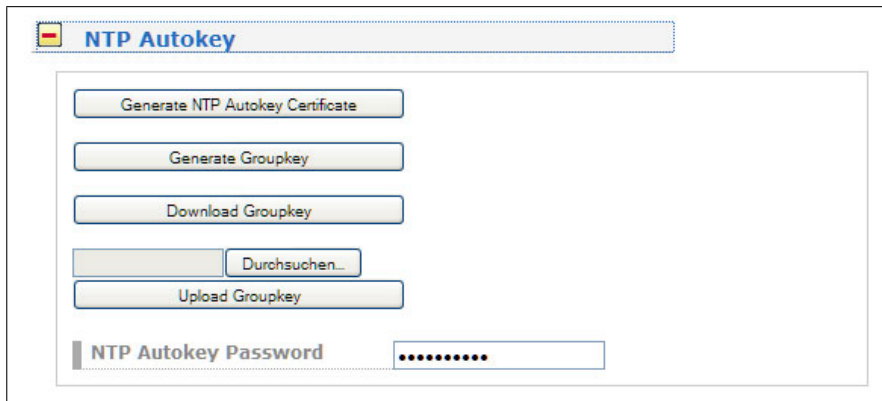 NTP Autokey
Generate NTP Autokey Certificate
Generate Groupkey
Download Groupkey
Durchsuchen...
Upload Groupkey
NTP Autokey Password ••••••••••